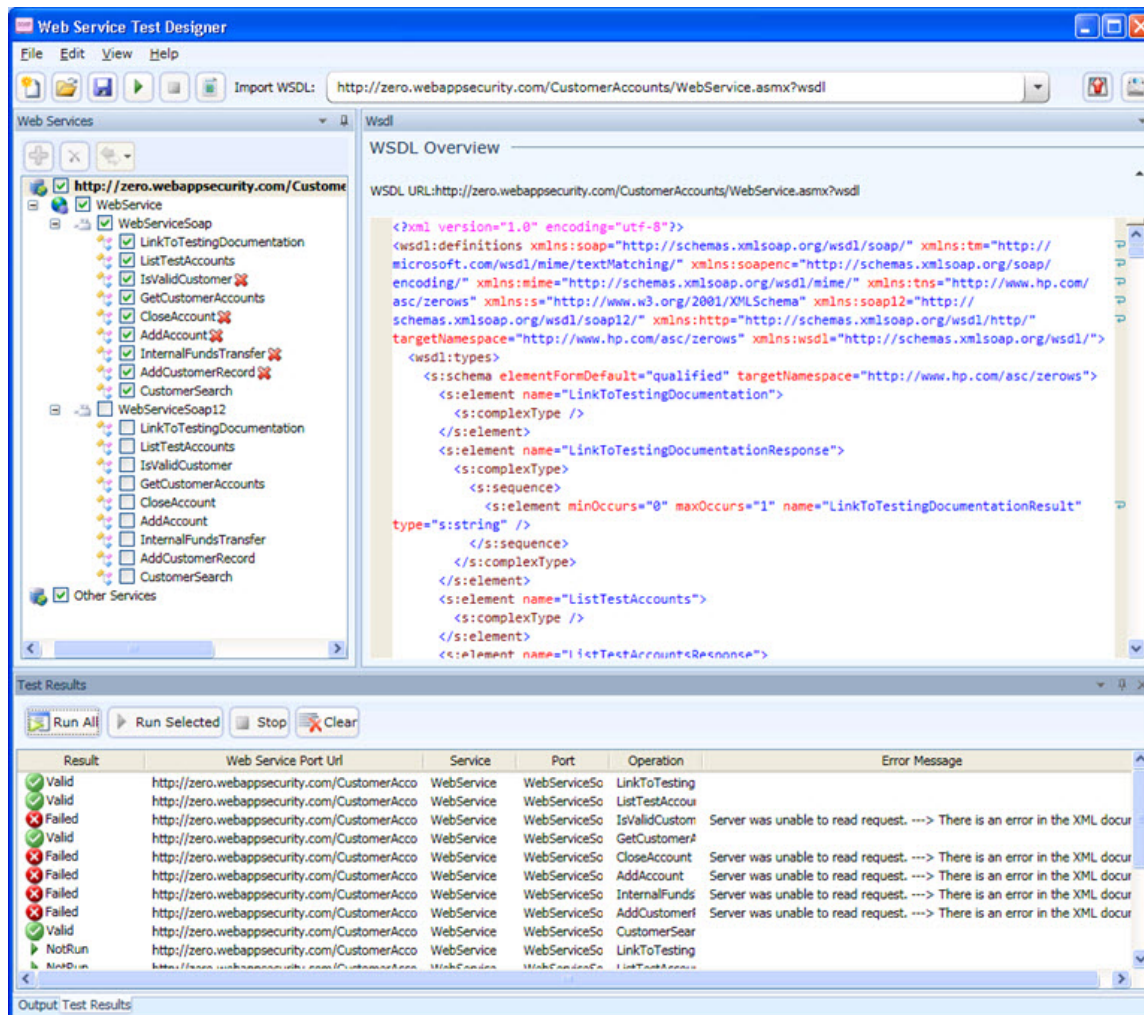 Web Service Test Designer
File Edit View Help
Import WSDL: http://zero.webappsecurity.com/CustomerAccounts/WebService.asmx?wsdl
Web Services
http://zero.webappsecurity.com/Custome
WebService
WebServiceSoap
LinkToTestingDocumentation
ListTestAccounts
IsValidCustomer
GetCustomerAccounts
CloseAccount
AddAccount
InternalFundsTransfer
AddCustomerRecord
CustomerSearch
WebServiceSoap12
LinkToTestingDocumentation
ListTestAccounts
IsValidCustomer
GetCustomerAccounts
CloseAccount
AddAccount
InternalFundsTransfer
AddCustomerRecord
CustomerSearch
Other Services
Wsdl
WSDL Overview
WSDL URL:http://zero.webappsecurity.com/CustomerAccounts/WebService.asmx?wsdl
<?xml version="1.0" encoding="utf-8"?>
<wsdl:definitions xmlns:soap="http://schemas.xmlsoap.org/wsdl/soap/" xmlns:tm="http://
microsoft.com/wsdl/mime/textMatching/" xmlns:soapenc="http://schemas.xmlsoap.org/soap/
encoding/" xmlns:mime="http://schemas.xmlsoap.org/wsdl/mime/" xmlns:tns="http://www.hp.com/
asc/zerows" xmlns:s="http://www.w3.org/2001/XMLSchema" xmlns:soap12="http://
schemas.xmlsoap.org/wsdl/soap12/" xmlns:http="http://schemas.xmlsoap.org/wsdl/http/"
targetNamespace="http://www.hp.com/asc/zerows" xmlns:wsdl="http://schemas.xmlsoap.org/wsdl/">
<wsdl:types>
<s:schema elementFormDefault="qualified" targetNamespace="http://www.hp.com/asc/zerows">
<s:element name="LinkToTestingDocumentation">
<s:complexType />
</s:element>
<s:element name="LinkToTestingDocumentationResponse">
<s:complexType>
<s:sequence>
<s:element minOccurs="0" maxOccurs="1" name="LinkToTestingDocumentationResult"
type="s:string" />
</s:sequence>
</s:complexType>
</s:element>
<s:element name="ListTestAccounts">
<s:complexType />
</s:element>
<s:element name="ListTestAccountsResponse">
Test Results
Run All Run Selected Stop Clear
Result Web Service Port Url Service Port Operation Error Message
Valid http://zero.webappsecurity.com/CustomerAcco WebService WebServiceSo LinkToTesting
Valid http://zero.webappsecurity.com/CustomerAcco WebService WebServiceSo ListTestAccou
Failed http://zero.webappsecurity.com/CustomerAcco WebService WebServiceSo IsValidCustom Server was unable to read request. ---> There is an error in the XML docur
Valid http://zero.webappsecurity.com/CustomerAcco WebService WebServiceSo GetCustomerA
Failed http://zero.webappsecurity.com/CustomerAcco WebService WebServiceSo CloseAccount Server was unable to read request. ---> There is an error in the XML docur
Failed http://zero.webappsecurity.com/CustomerAcco WebService WebServiceSo AddAccount Server was unable to read request. ---> There is an error in the XML docur
Failed http://zero.webappsecurity.com/CustomerAcco WebService WebServiceSo InternalFunds Server was unable to read request. ---> There is an error in the XML docur
Failed http://zero.webappsecurity.com/CustomerAcco WebService WebServiceSo AddCustomerR Server was unable to read request. ---> There is an error in the XML docur
Valid http://zero.webappsecurity.com/CustomerAcco WebService WebServiceSo CustomerSear
NotRun http://zero.webappsecurity.com/CustomerAcco WebService WebServiceSo LinkToTesting
NotRun http://zero.webappsecurity.com/CustomerAcco WebService WebServiceSo ListTestAccou
Output Test Results